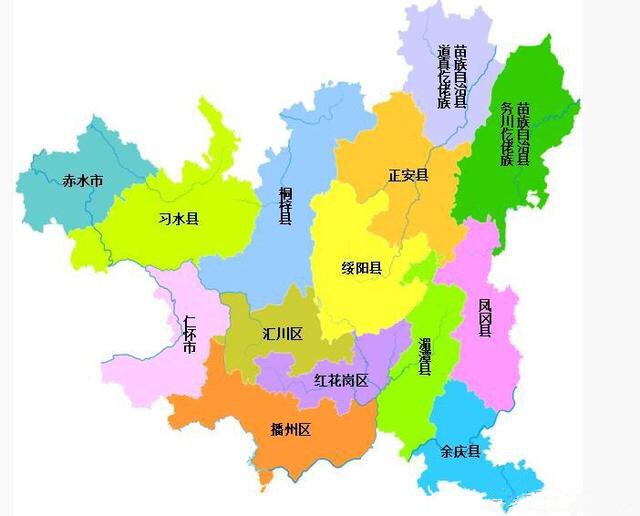 苗族自治县
道真仡佬族
苗族自治县
务川仡佬族
正安县
赤水市
桐梓县
习水县
绥阳县
凤冈县
仁怀市
汇川区
湄潭县
红花岗区
播州区
余庆县